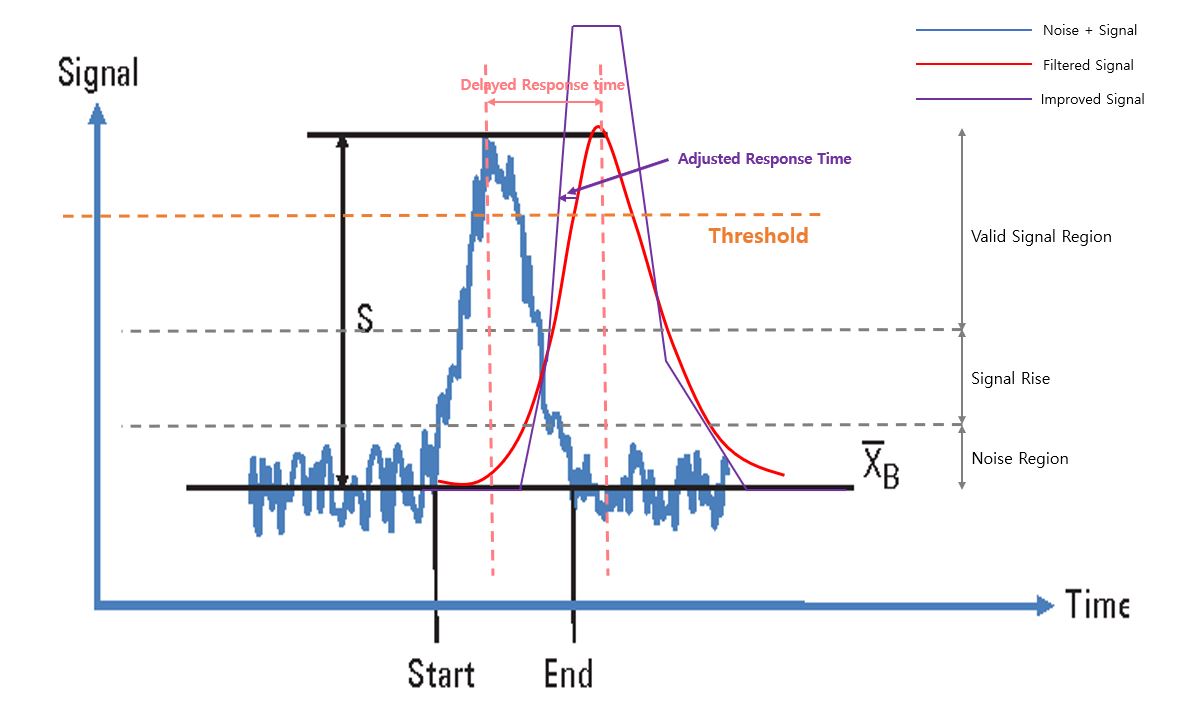 Noise + Signal
Filtered Signal
Improved Signal
Signal
Delayed Response time
Adjusted Response Time
Threshold
Valid Signal Region
S
Signal Rise
Noise Region
X̅B
Time
Start
End